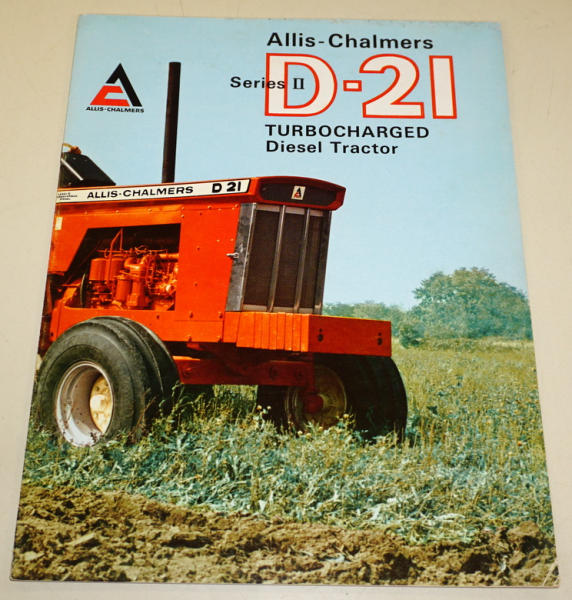 Allis-Chalmers
Series II D-21
TURBOCHARGED
Diesel Tractor
ALLIS-CHALMERS
ALLIS-CHALMERS D 21